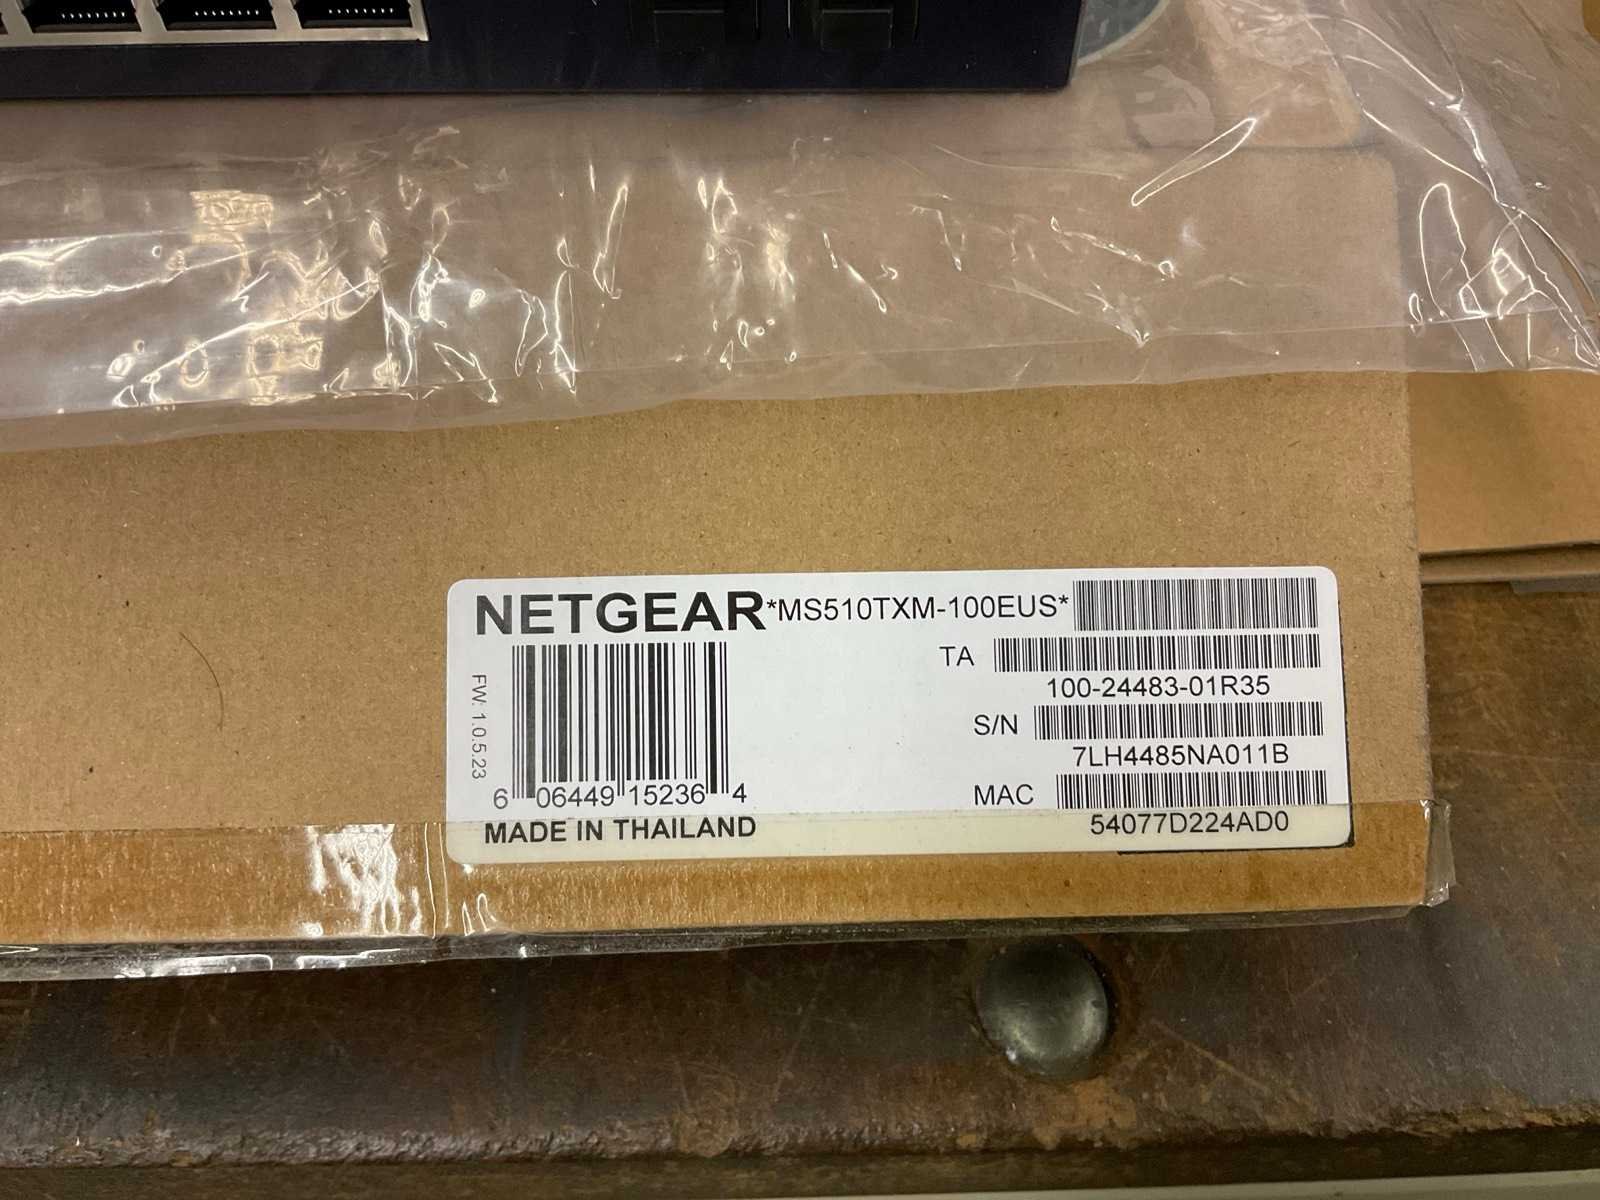 NETGEAR *MS510TXM-100EUS*
TA
100-24483-01R35
S/N
7LH4485NA011B
MAC
54077D224AD0
FW: 1.0.5.23
6 06449 15236 4
MADE IN THAILAND